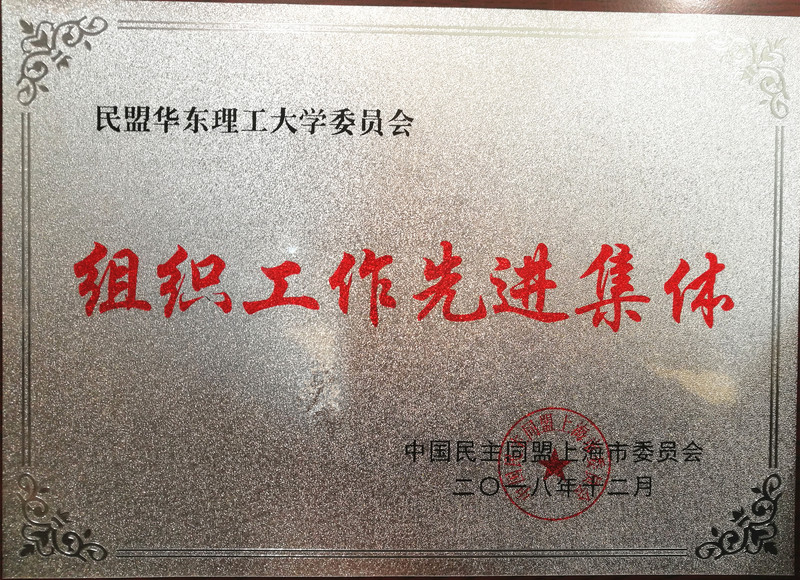 民盟华东理工大学委员会
组织工作先进集体
中国民主同盟上海市委员会
二〇一八年十二月